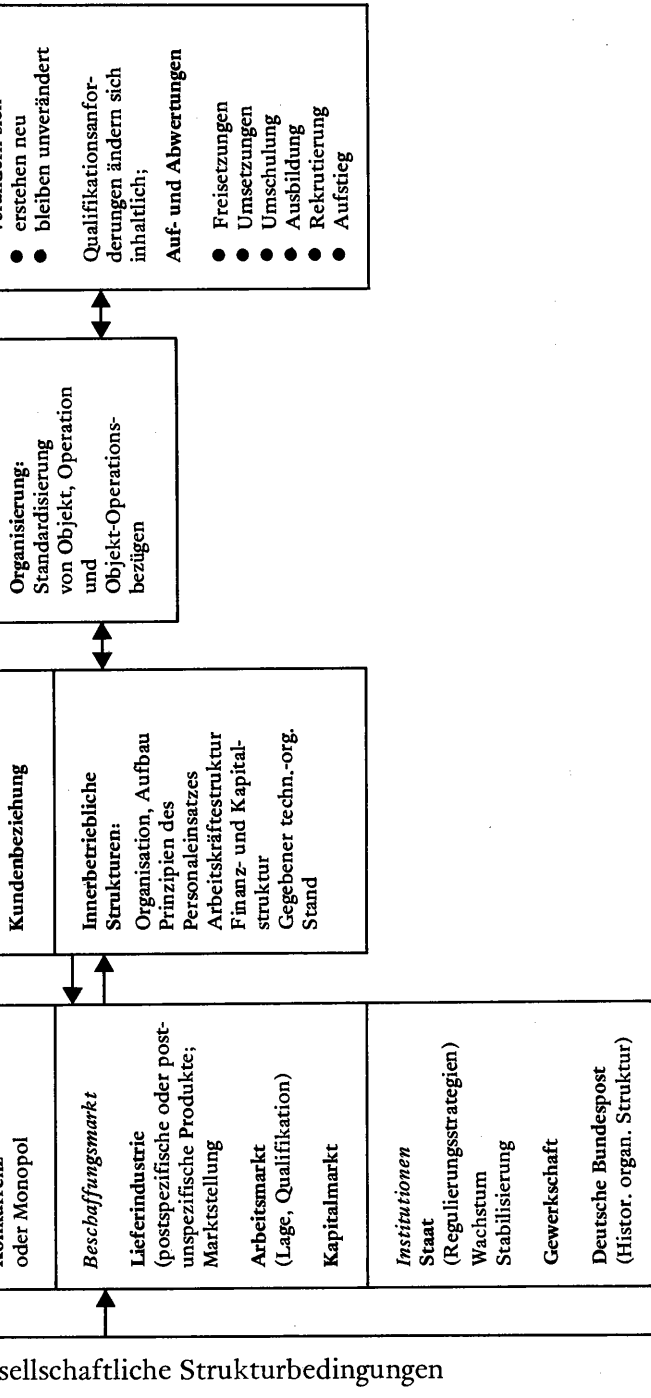 oder Monopol
Beschaffungsmarkt
Lieferindustrie
(postspezifische oder post-
unspezifische Produkte;
Marktstellung
Arbeitsmarkt
(Lage, Qualifikation)
Kapitalmarkt
Institutionen
Staat
(Regulierungsstrategien)
Wachstum
Stabilisierung
Gewerkschaft
Deutsche Bundespost
(Histor. organ. Struktur)
Kundenbeziehung
Innerbetriebliche
Strukturen:
Organisation, Aufbau
Prinzipien des
Personaleinsatzes
Arbeitskräftestruktur
Finanz- und Kapital-
struktur
Gegebener techn.-org.
Stand
Organisierung:
Standardisierung
von Objekt, Operation
und
Objekt-Operations-
bezügen
● erstehen neu
● bleiben unverändert
Qualifikationsanfor-
derungen ändern sich
inhaltlich;
Auf- und Abwertungen
● Freisetzungen
● Umsetzungen
● Umschulung
● Ausbildung
● Rekrutierung
● Aufstieg
sellschaftliche Strukturbedingungen